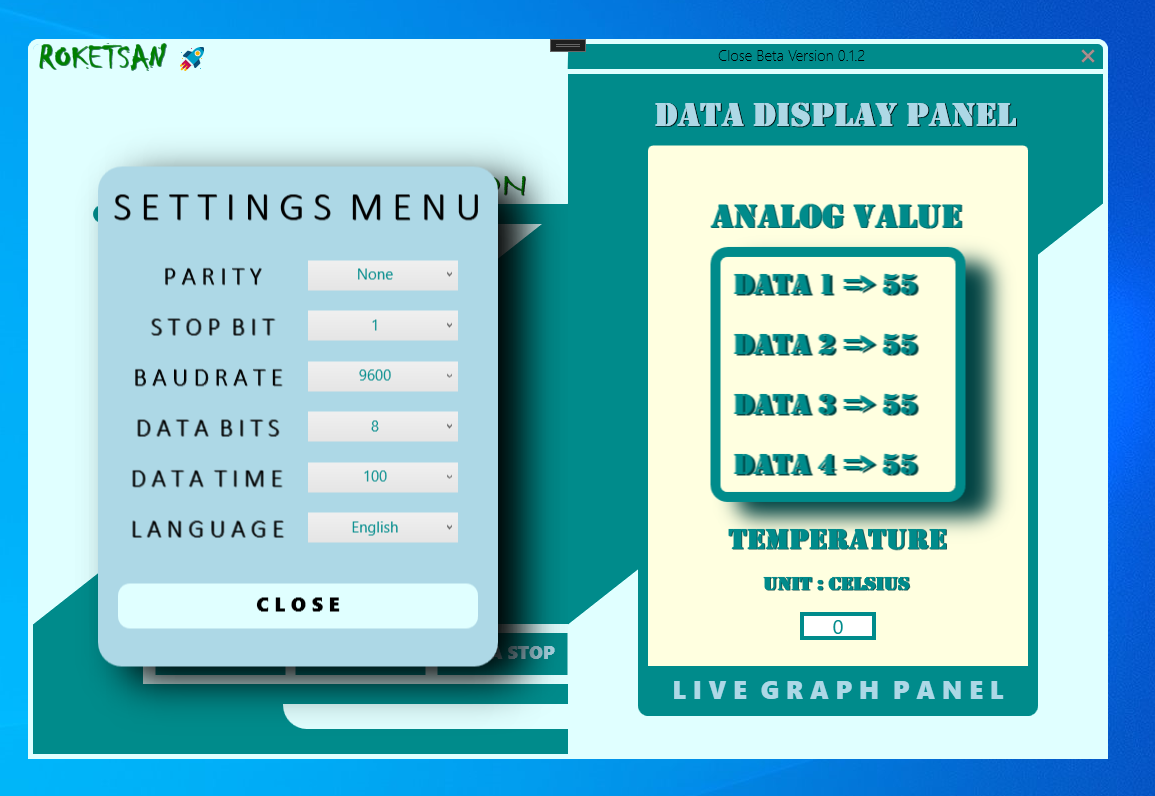 ROKETSAN
Close Beta Version 0.1.2
SETTINGS MENU
PARITY None
STOP BIT 1
BAUDRATE 9600
DATA BITS 8
DATA TIME 100
LANGUAGE English
CLOSE
STOP
DATA DISPLAY PANEL
ANALOG VALUE
DATA 1 => 55
DATA 2 => 55
DATA 3 => 55
DATA 4 => 55
TEMPERATURE
UNIT : CELSIUS
0
LIVE GRAPH PANEL